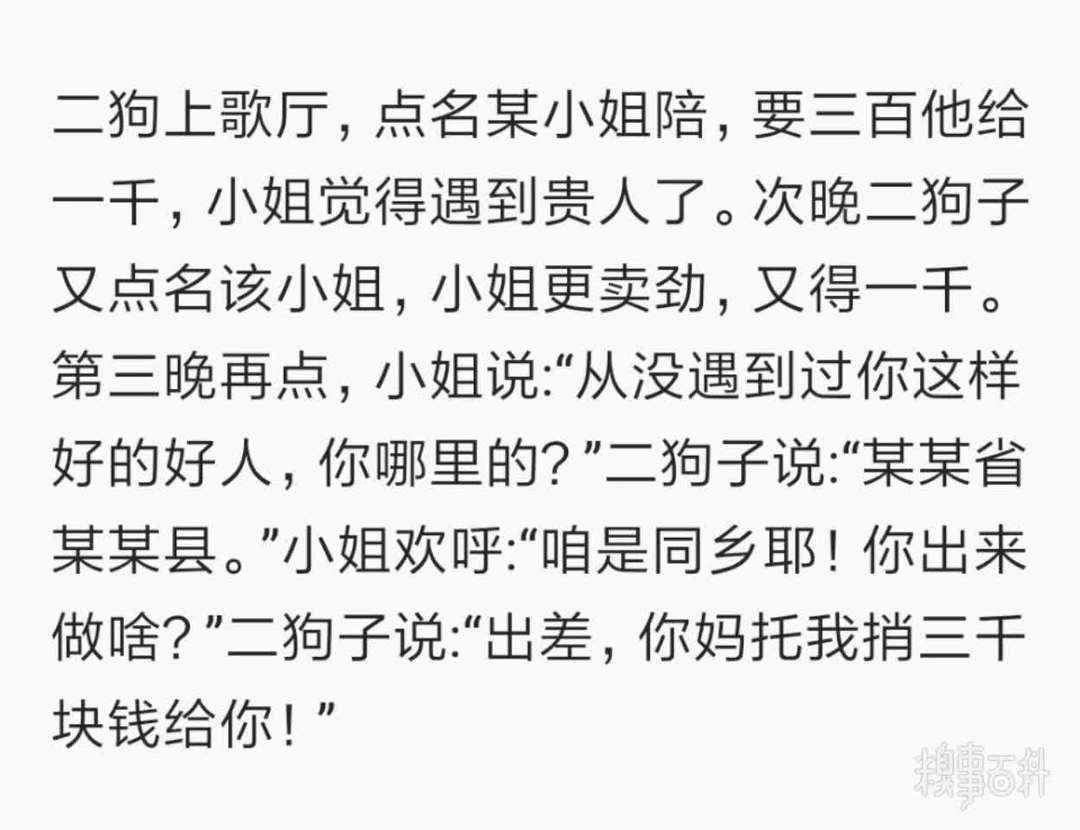 二狗上歌厅，点名某小姐陪，要三百他给
一千，小姐觉得遇到贵人了。次晚二狗子
又点名该小姐，小姐更卖劲，又得一千。
第三晚再点，小姐说:“从没遇到过你这样
好的好人，你哪里的？”二狗子说:“某某省
某某县。”小姐欢呼:“咱是同乡耶！你出来
做啥？”二狗子说:“出差，你妈托我捎三千
块钱给你！”
糗事百科